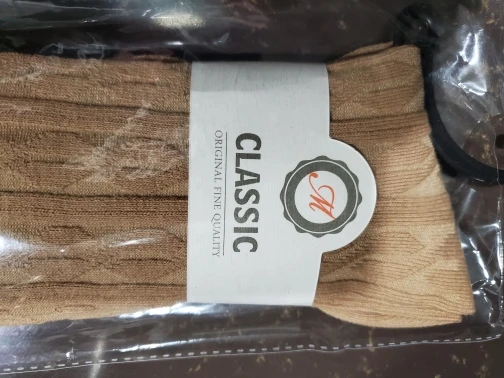 M
CLASSIC
ORIGINAL FINE QUALITY